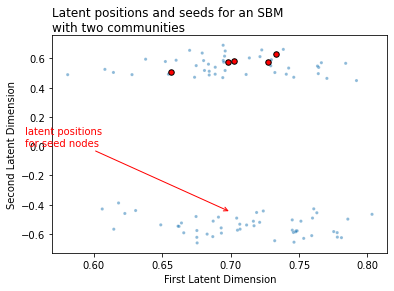 Latent positions and seeds for an SBM
with two communities
Second Latent Dimension
0.6
0.4
0.2
0.0
−0.2
−0.4
−0.6
latent positions
for seed nodes
0.60
0.65
0.70
0.75
0.80
First Latent Dimension